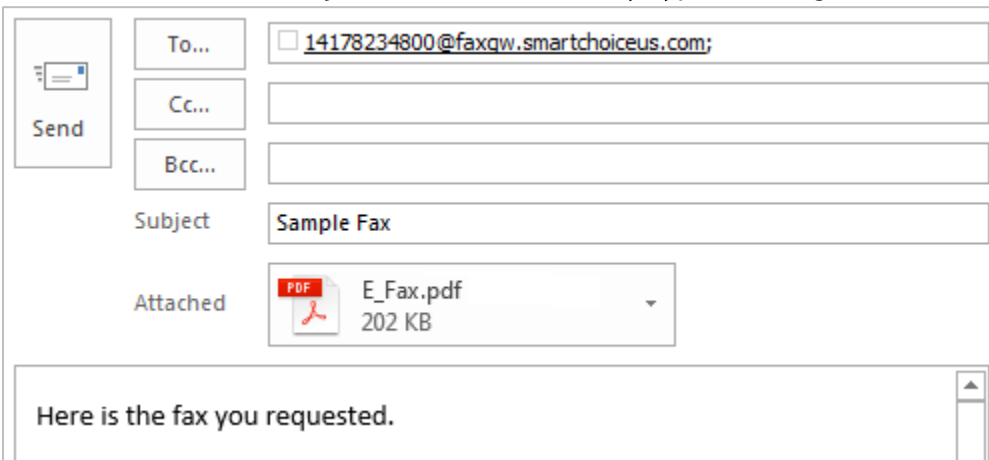 To...
14178234800@faxgw.smartchoiceus.com;
Cc...
Send
Bcc...
Subject
Sample Fax
Attached
PDF
E_Fax.pdf
202 KB
Here is the fax you requested.